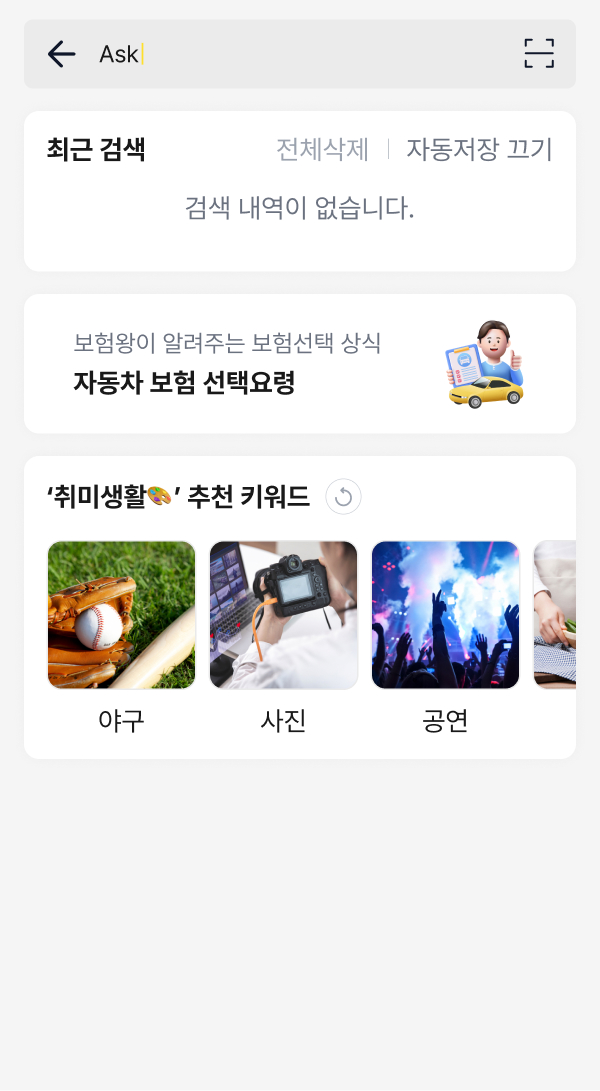 Ask
최근 검색
전체삭제 자동저장 끄기
검색 내역이 없습니다.
보험왕이 알려주는 보험선택 상식
자동차 보험 선택요령
‘취미생활🎨’ 추천 키워드
야구 사진 공연